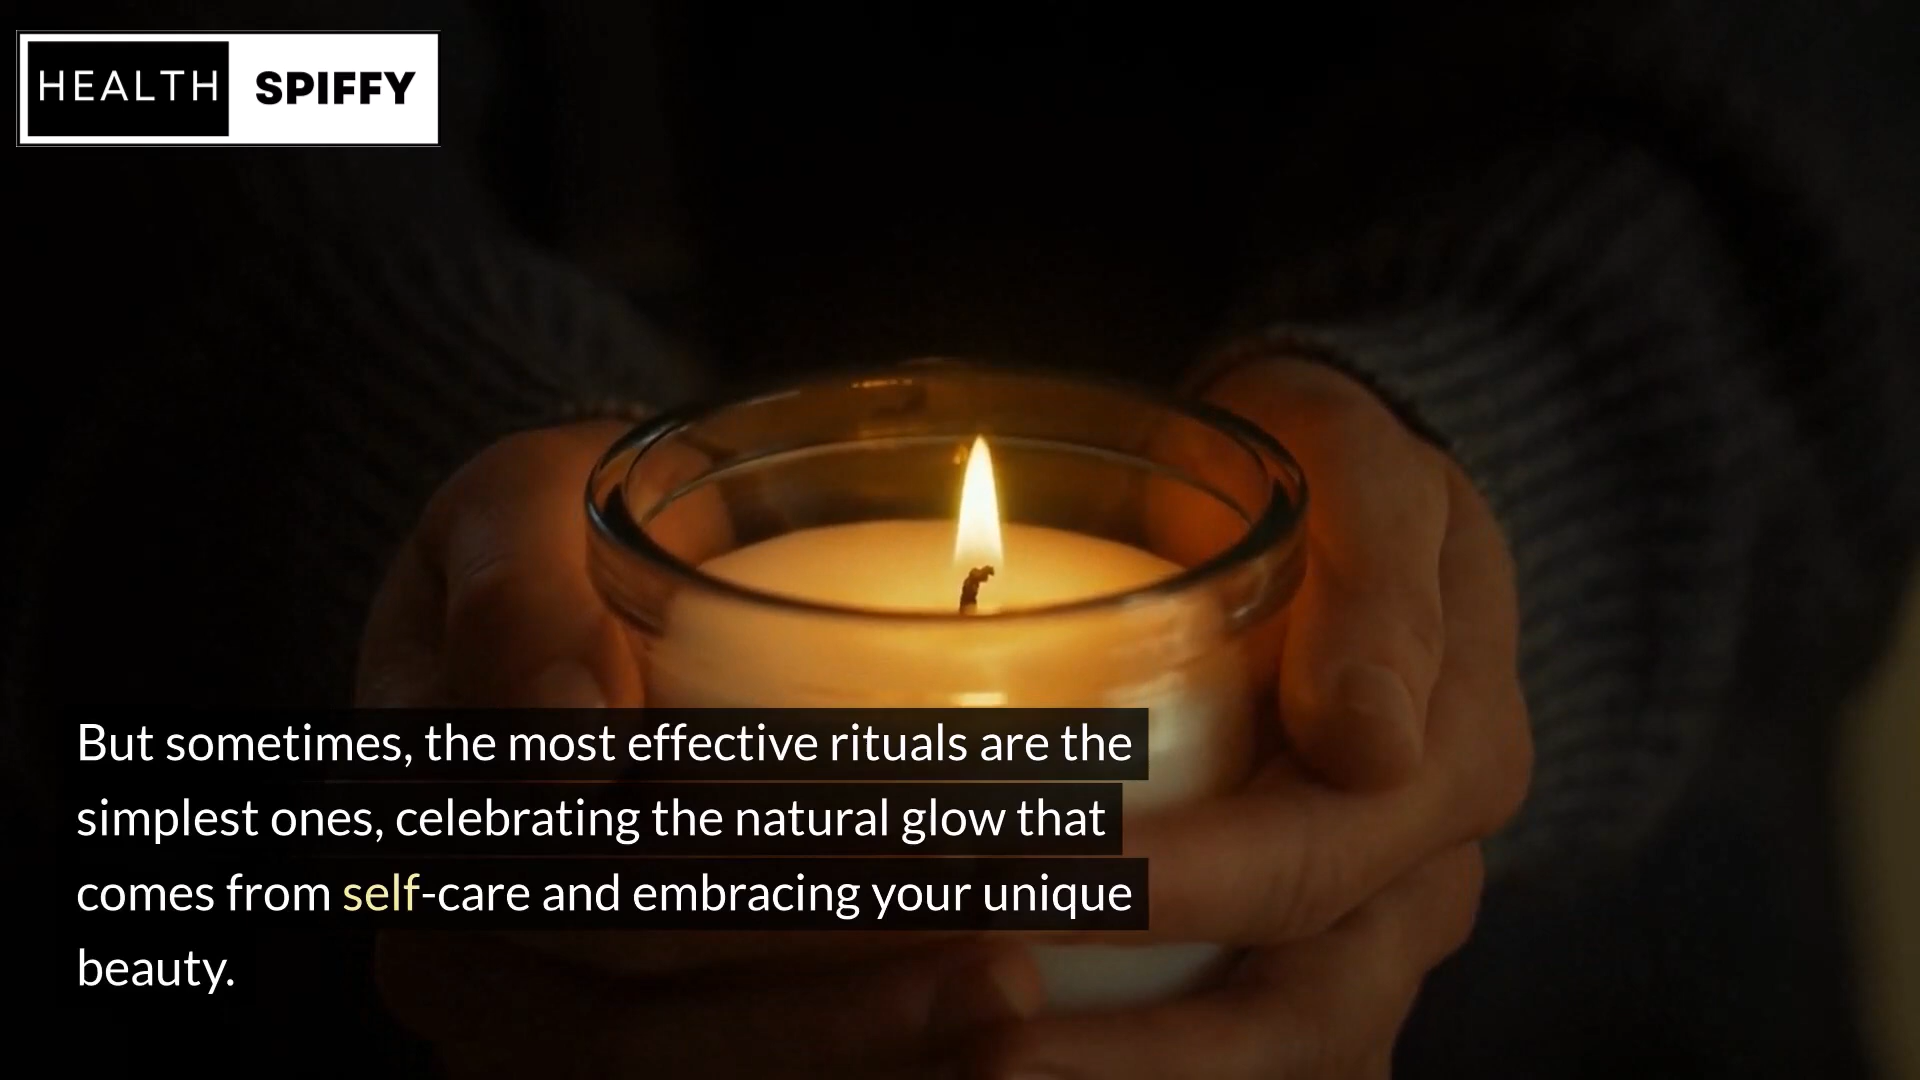 HEALTH SPIFFY
But sometimes, the most effective rituals are the
simplest ones, celebrating the natural glow that
comes from self-care and embracing your unique
beauty.